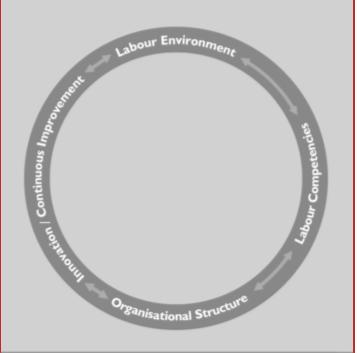 Labour Environment
Labour Competencies
Organisational Structure
Innovation / Continuous Improvement